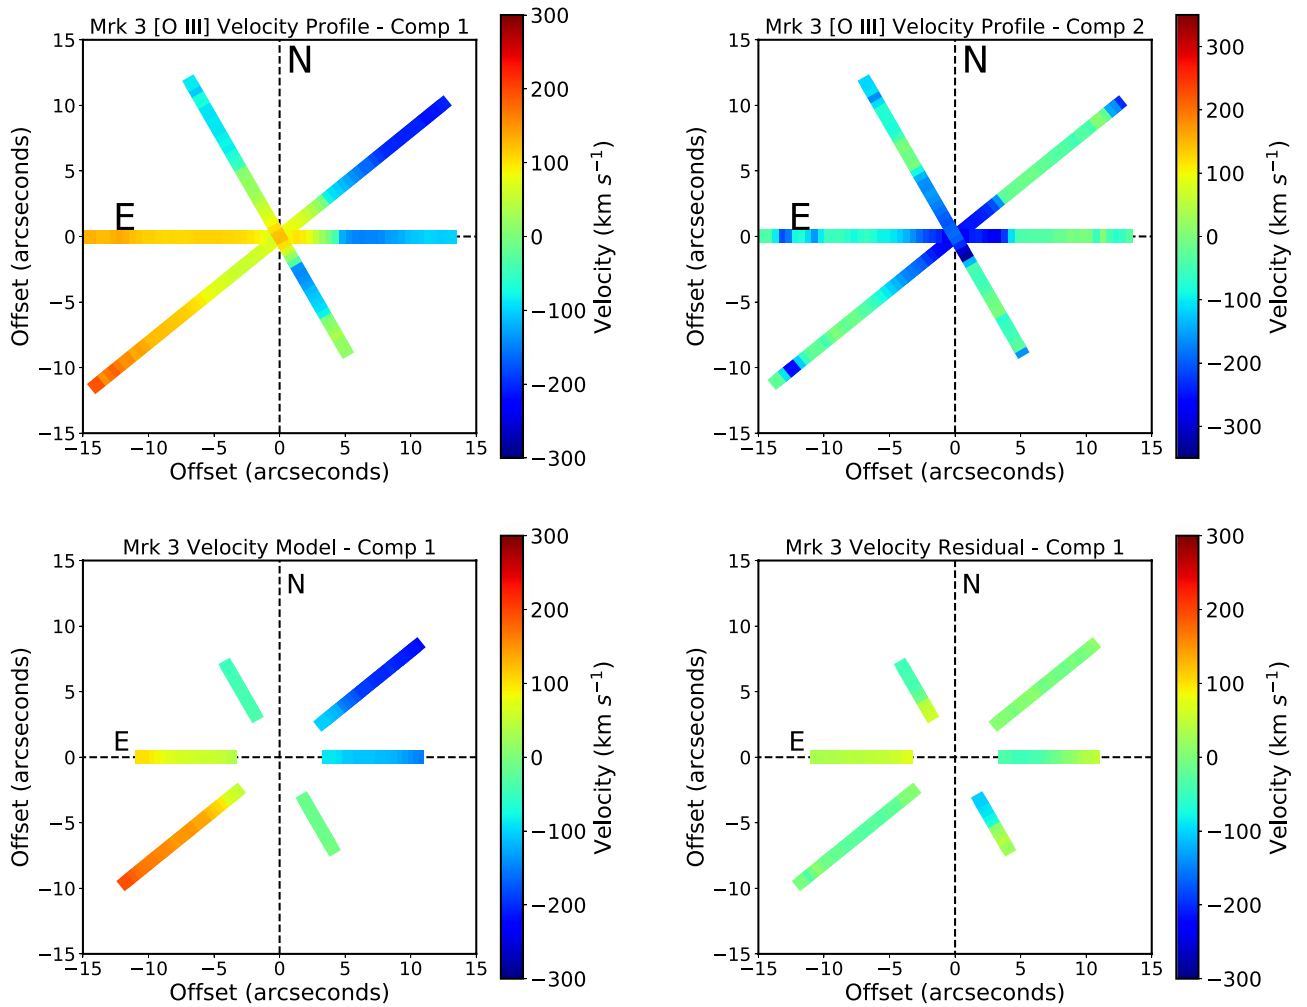 Mrk 3 [O III] Velocity Profile - Comp 1
N
E
15
10
5
0
−5
−10
−15
−15 −10 −5 0 5 10 15
Offset (arcseconds)
Offset (arcseconds)
300
200
100
0
−100
−200
−300
Velocity (km s−1)
Mrk 3 [O III] Velocity Profile - Comp 2
N
E
15
10
5
0
−5
−10
−15
−15 −10 −5 0 5 10 15
Offset (arcseconds)
Offset (arcseconds)
300
200
100
0
−100
−200
−300
Velocity (km s−1)
Mrk 3 Velocity Model - Comp 1
N
E
15
10
5
0
−5
−10
−15
−15 −10 −5 0 5 10 15
Offset (arcseconds)
Offset (arcseconds)
300
200
100
0
−100
−200
−300
Velocity (km s−1)
Mrk 3 Velocity Residual - Comp 1
N
E
15
10
5
0
−5
−10
−15
−15 −10 −5 0 5 10 15
Offset (arcseconds)
Offset (arcseconds)
300
200
100
0
−100
−200
−300
Velocity (km s−1)